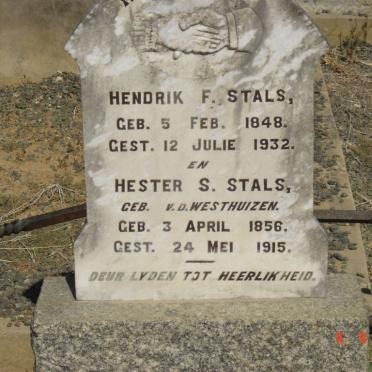 HENDRIK F. STALS,
GEB. 5 FEB. 1848.
GEST. 12 JULIE 1932.
EN
HESTER S. STALS,
GEB. V.D. WESTHUIZEN.
GEB. 3 APRIL 1856.
GEST. 24 MEI 1915.
DEUR LYDEN TOT HEERLIKHEID.